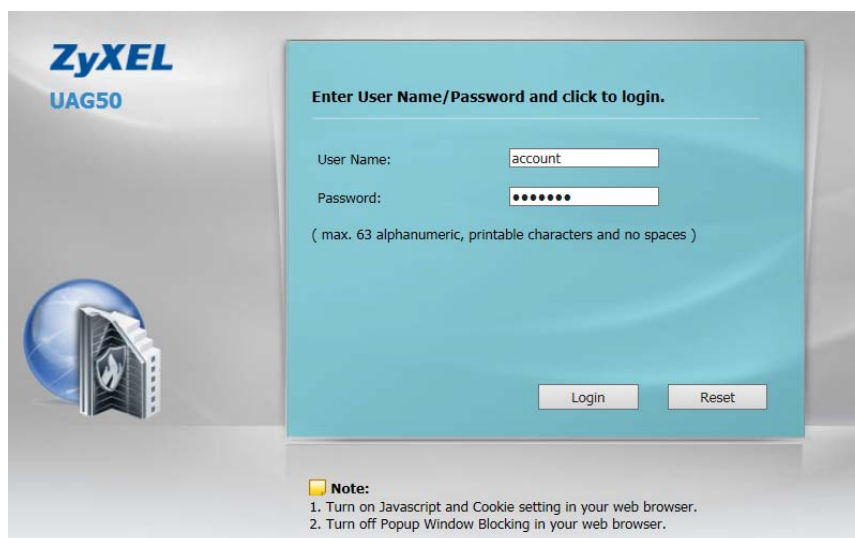 ZyXEL
UAG50
Enter User Name/Password and click to login.
User Name: account
Password: •••••••
( max. 63 alphanumeric, printable characters and no spaces )
Login Reset
Note:
1. Turn on Javascript and Cookie setting in your web browser.
2. Turn off Popup Window Blocking in your web browser.